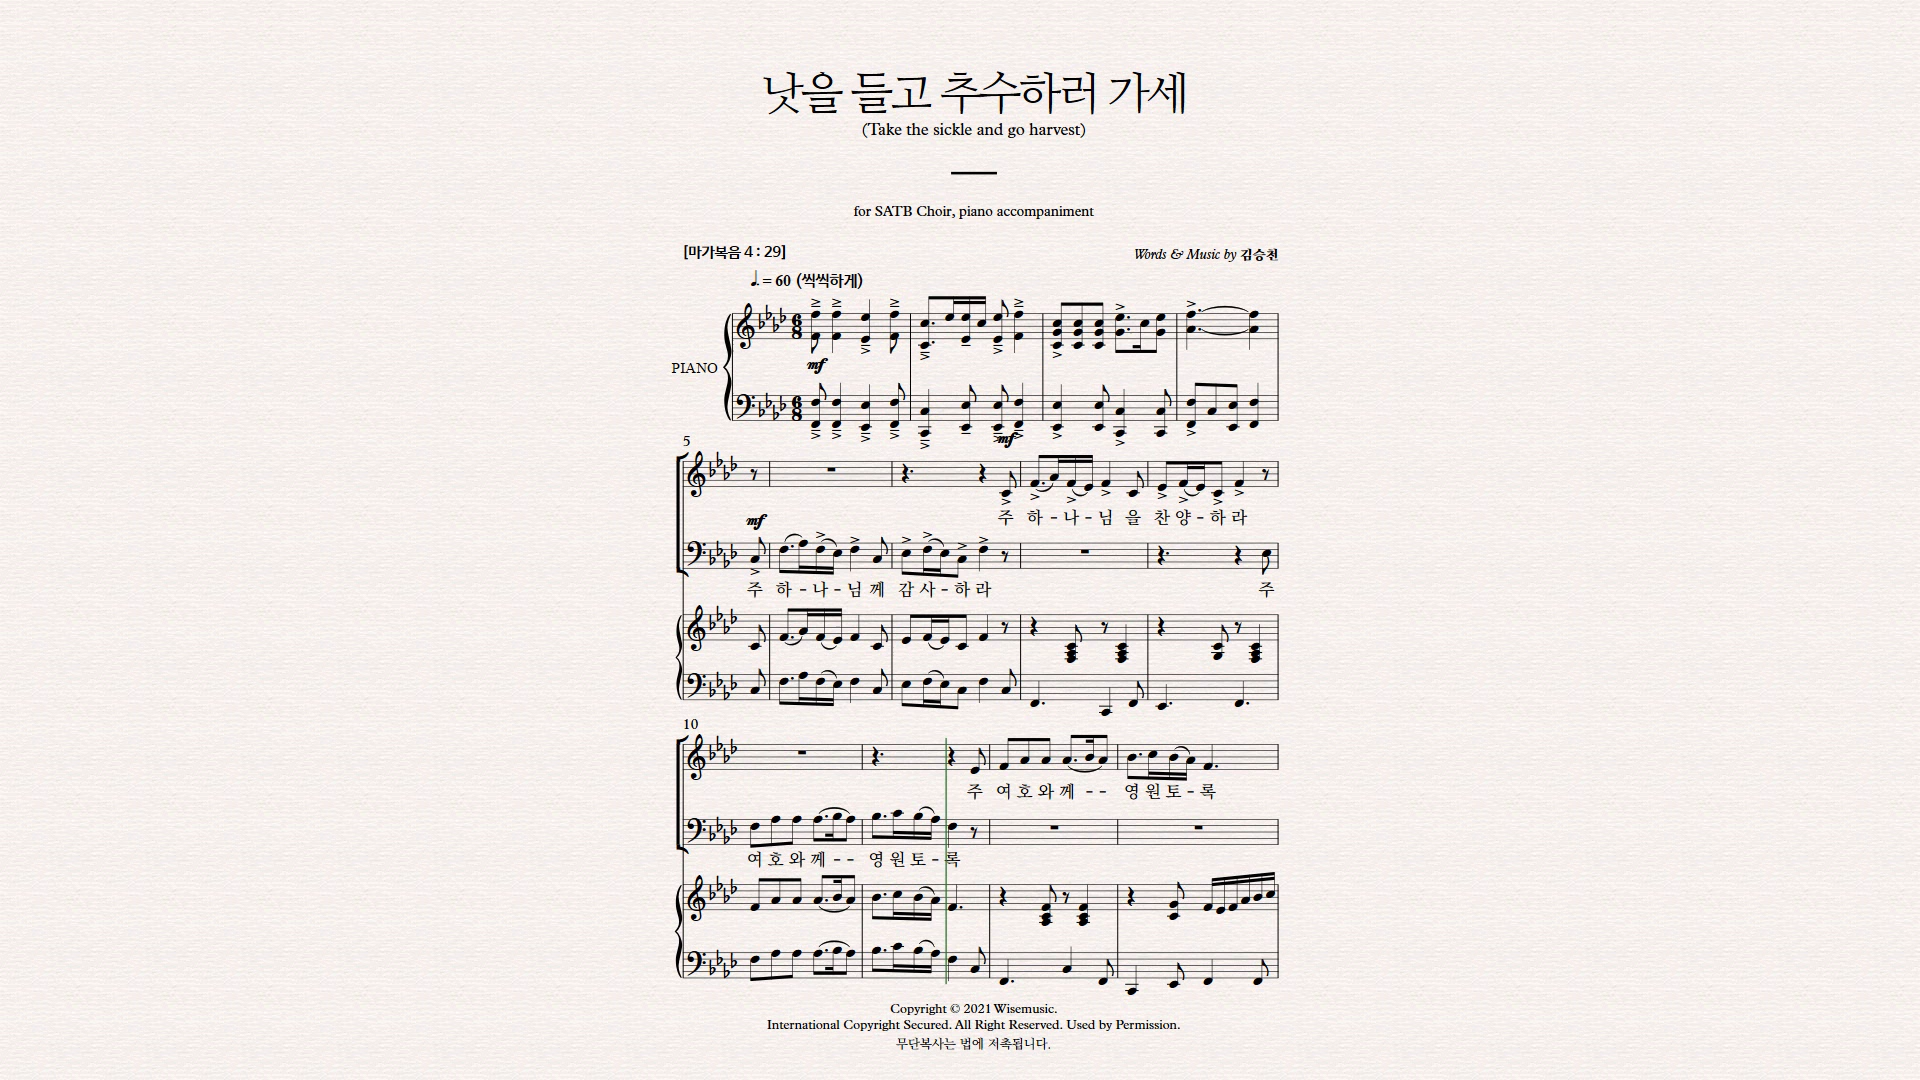 낫을 들고 추수하러 가세
(Take the sickle and go harvest)
for SATB Choir, piano accompaniment
[마가복음 4 : 29]
Words & Music by 김승천
♩. = 60 (씩씩하게)
PIANO
mf
mf
5
주 하 - 나 - 님 을 찬 양 - 하 라
mf
주 하 - 나 - 님 께 감 사 - 하 라 주
10
주 여 호 와 께 - - 영 원 토 - 록
여 호 와 께 - - 영 원 토 - 록
Copyright © 2021 Wisemusic.
International Copyright Secured. All Right Reserved. Used by Permission.
무단복사는 법에 저촉됩니다.